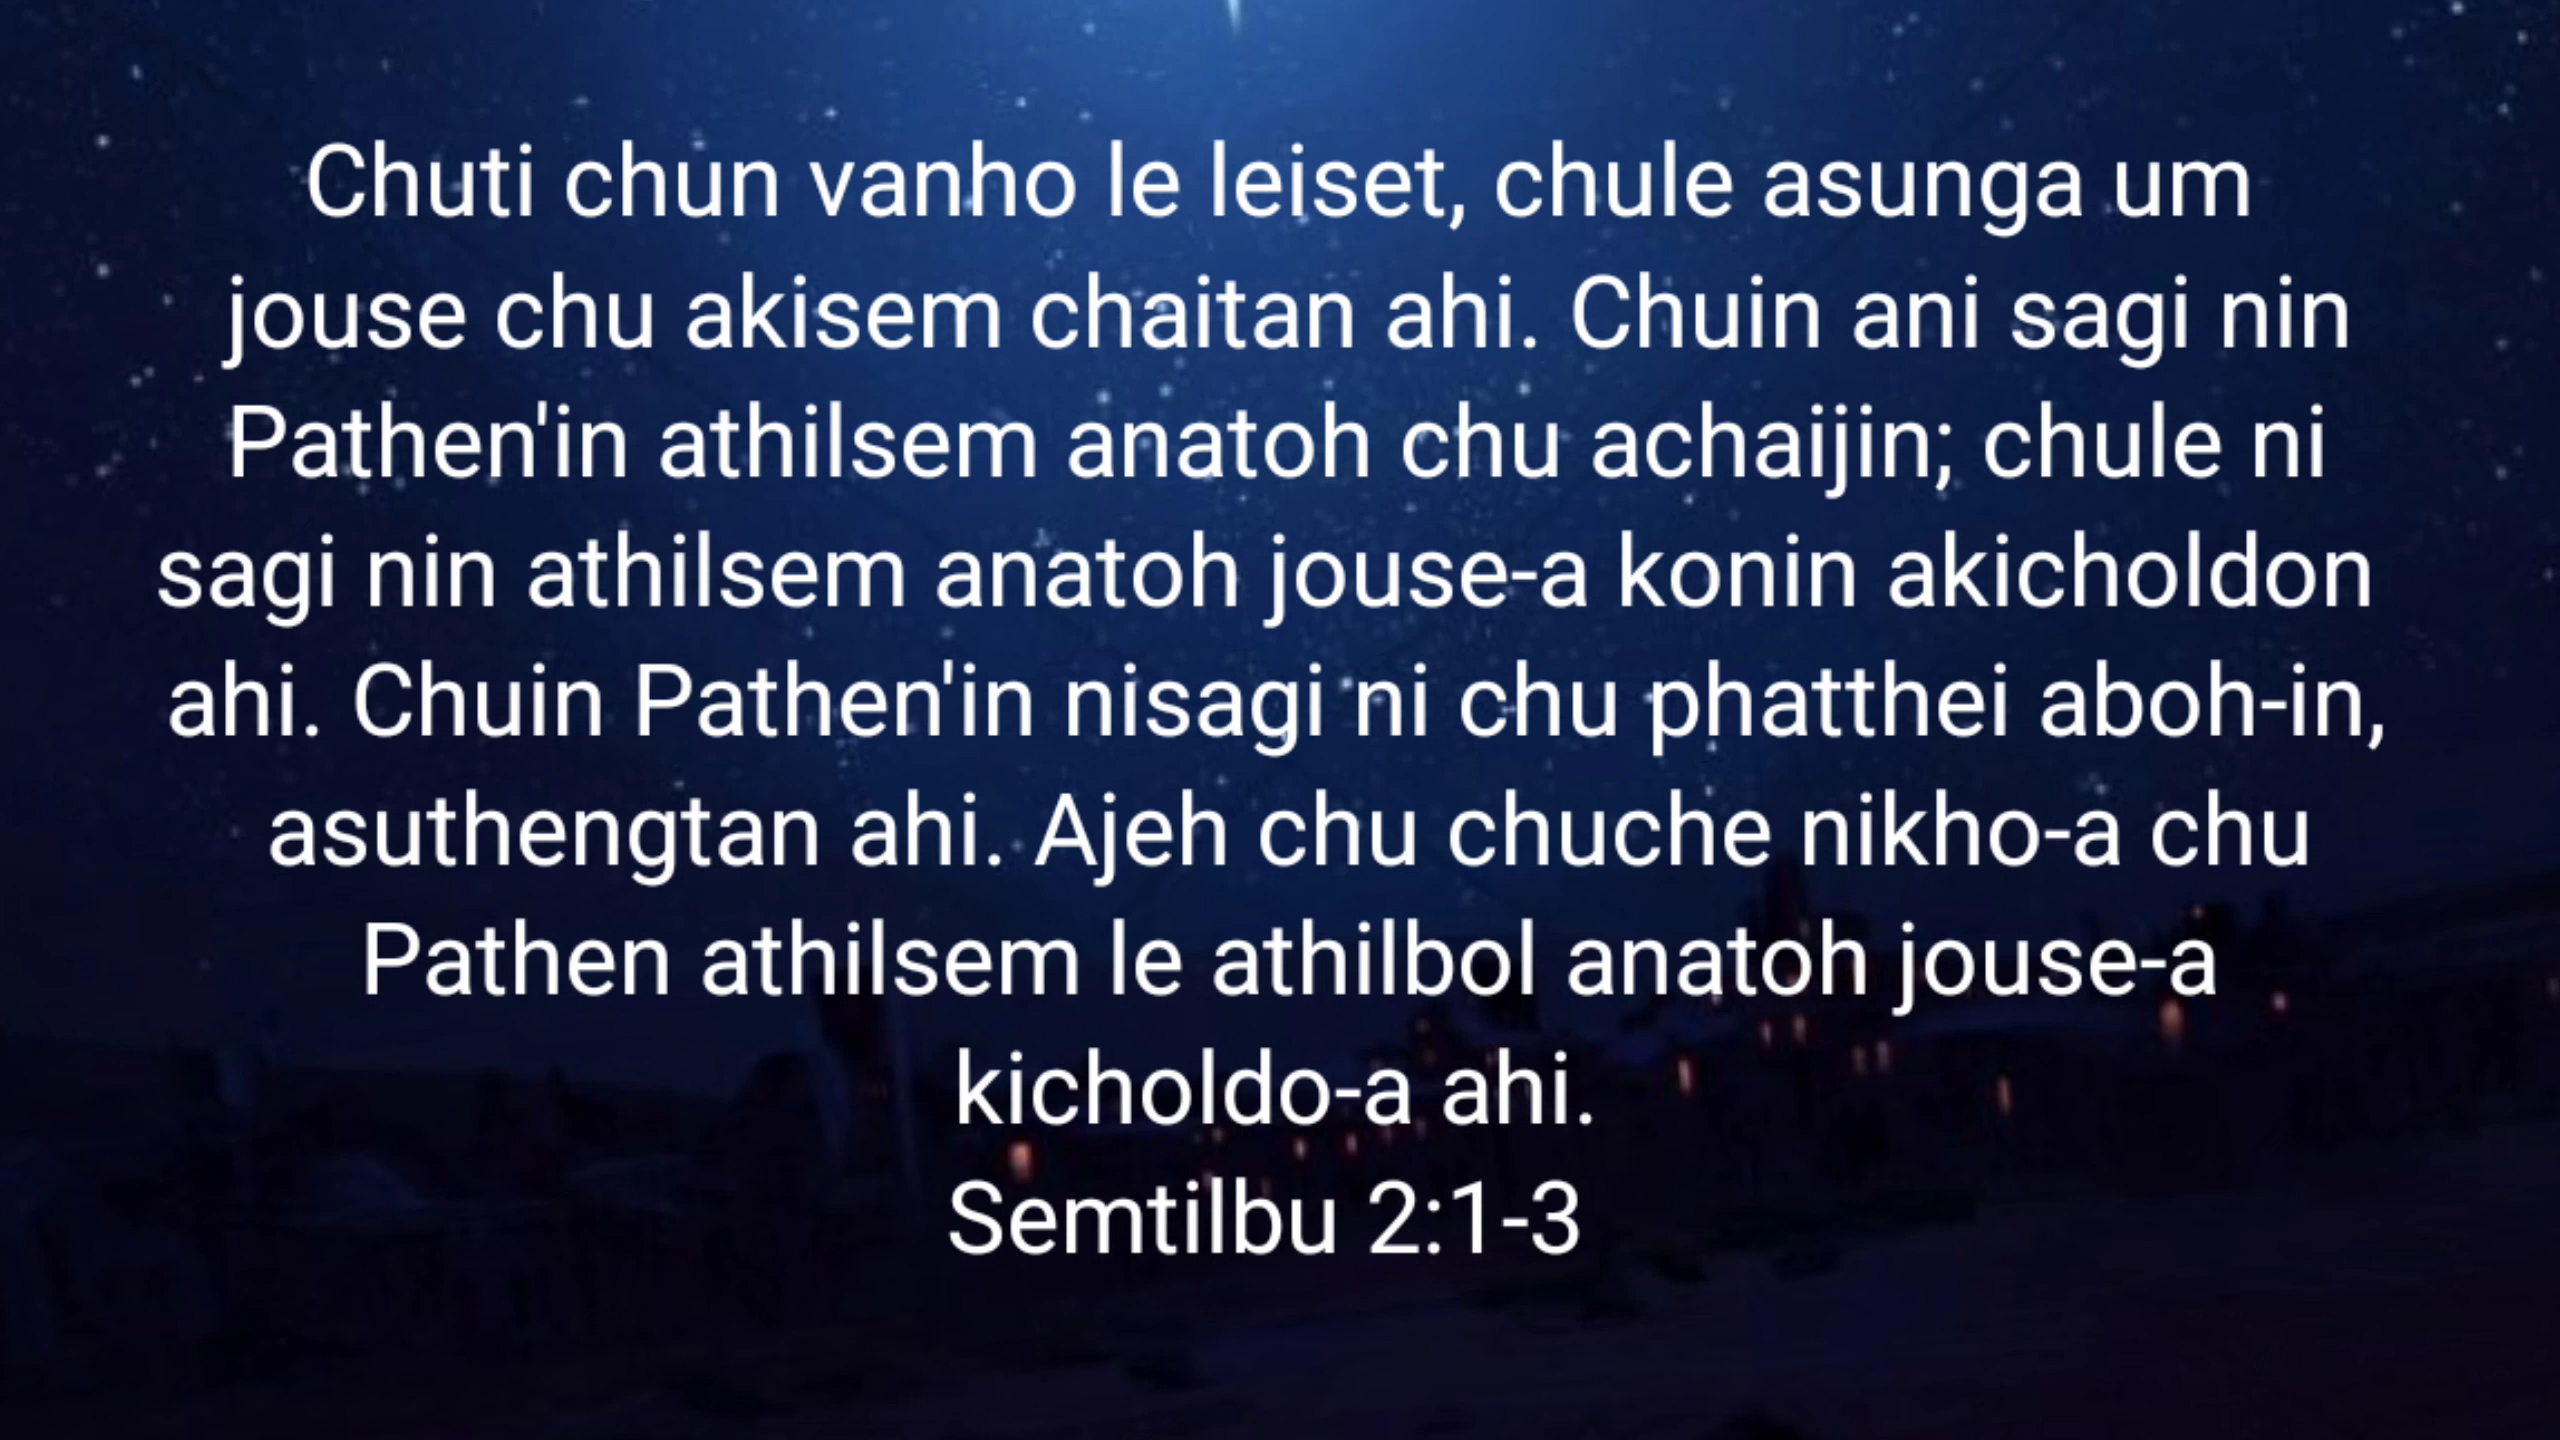 Chuti chun vanho le leiset, chule asunga um
jouse chu akisem chaitan ahi. Chuin ani sagi nin
Pathen'in athilsem anatoh chu achaijin; chule ni
sagi nin athilsem anatoh jouse-a konin akicholdon
ahi. Chuin Pathen'in nisagi ni chu phatthei aboh-in,
asuthengtan ahi. Ajeh chu chuche nikho-a chu
Pathen athilsem le athilbol anatoh jouse-a
kicholdo-a ahi.
Semtilbu 2:1-3